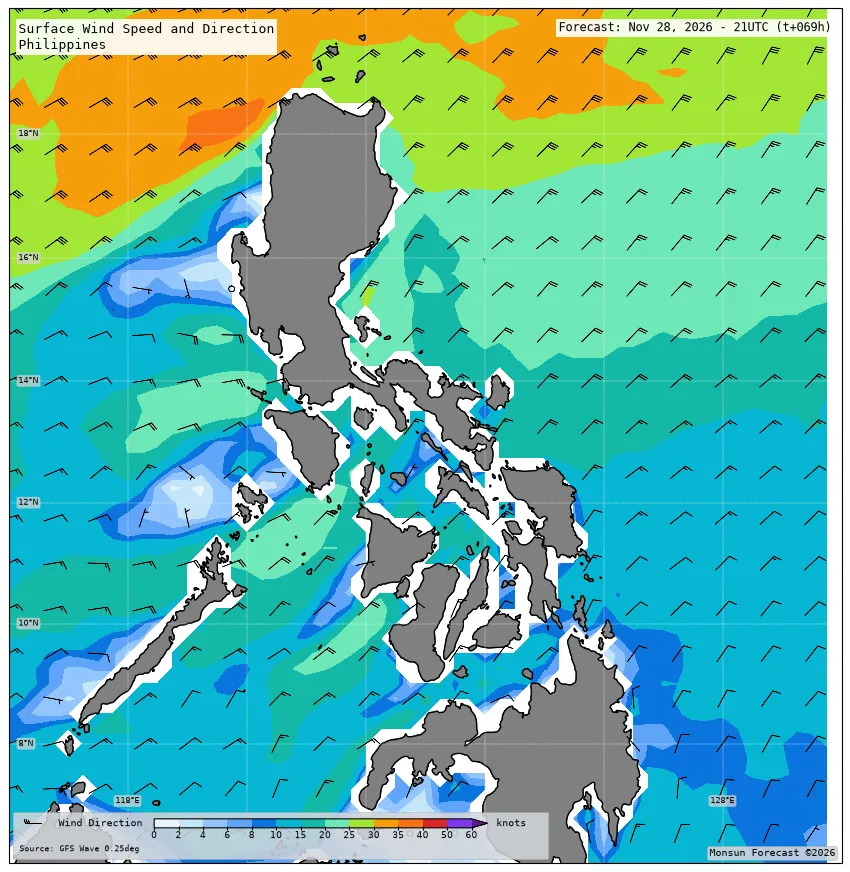 Surface Wind Speed and Direction
Philippines
Forecast: Nov 28, 2026 - 21UTC (t+069h)
18°N
16°N
14°N
12°N
10°N
8°N
118°E
128°E
Wind Direction
0 2 4 6 8 10 15 20 25 30 35 40 50 60
knots
Source: GFS Wave 0.25deg
Monsun Forecast ©2026